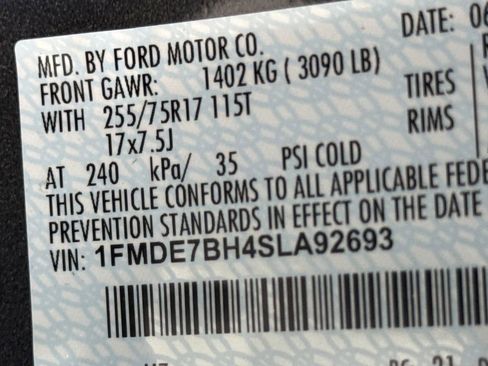 DATE: 06
MFD. BY FORD MOTOR CO.
FRONT GAWR: 1402 KG ( 3090 LB)
WITH 255/75R17 115T TIRES
17x7.5J RIMS
AT 240 kPa/ 35 PSI COLD
THIS VEHICLE CONFORMS TO ALL APPLICABLE FEDE
PREVENTION STANDARDS IN EFFECT ON THE DATE
VIN: 1FMDE7BH4SLA92693